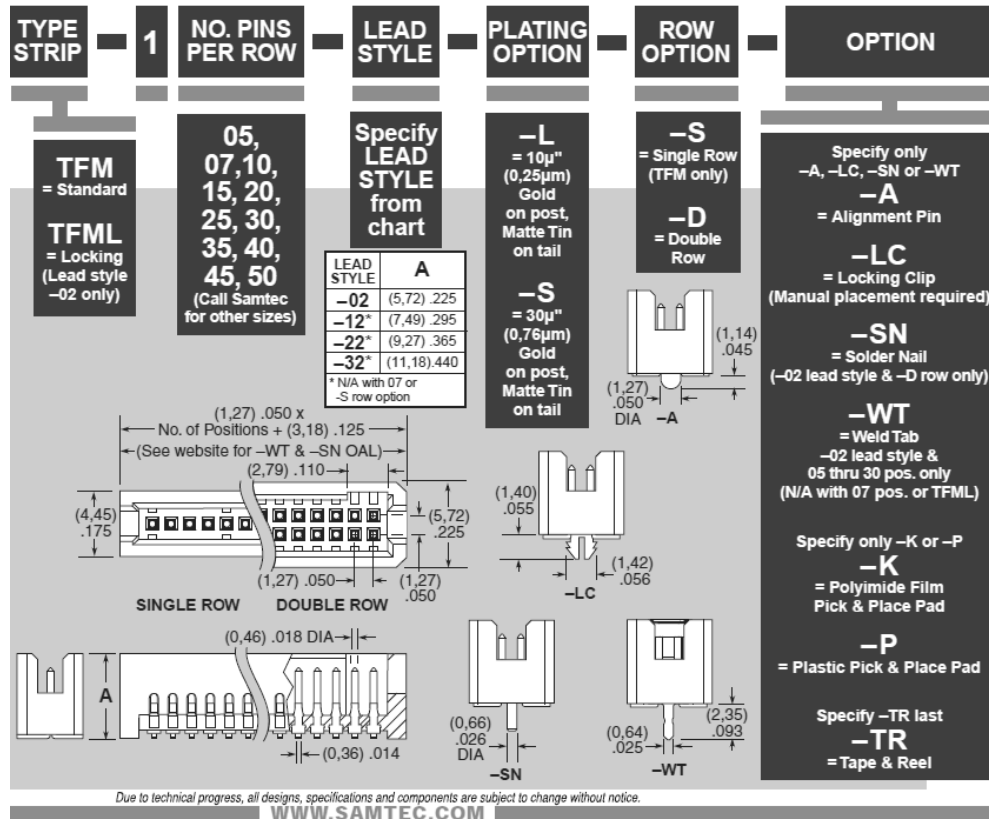 TYPE
STRIP
1
NO. PINS
PER ROW
LEAD
STYLE
PLATING
OPTION
ROW
OPTION
OPTION
TFM
= Standard
TFML
= Locking
(Lead style
–02 only)
05,
07,10,
15, 20,
25, 30,
35, 40,
45, 50
(Call Samtec
for other sizes)
Specify
LEAD
STYLE
from
chart
LEAD
STYLE
A
–02 (5,72) .225
–12* (7,49) .295
–22* (9,27) .365
–32* (11,18).440
* N/A with 07 or
-S row option
–L
= 10µ"
(0,25µm)
Gold
on post,
Matte Tin
on tail
–S
= 30µ"
(0,76µm)
Gold
on post,
Matte Tin
on tail
–S
= Single Row
(TFM only)
–D
= Double
Row
Specify only
–A, –LC, –SN or –WT
–A
= Alignment Pin
–LC
= Locking Clip
(Manual placement required)
–SN
= Solder Nail
(–02 lead style & –D row only)
–WT
= Weld Tab
–02 lead style &
05 thru 30 pos. only
(N/A with 07 pos. or TFML)
Specify only –K or –P
–K
= Polyimide Film
Pick & Place Pad
–P
= Plastic Pick & Place Pad
Specify –TR last
–TR
= Tape & Reel
(1,14)
.045
(1,27)
.050
DIA
–A
(1,27) .050 x
No. of Positions + (3,18) .125
(See website for –WT & –SN OAL)
(2,79) .110
(4,45)
.175
(5,72)
.225
(1,27) .050
(1,27)
.050
SINGLE ROW
DOUBLE ROW
(1,40)
.055
(1,42)
.056
–LC
(0,46) .018 DIA
A
(0,36) .014
(0,66)
.026
DIA
–SN
(0,64)
.025
(2,35)
.093
–WT
Due to technical progress, all designs, specifications and components are subject to change without notice.
WWW.SAMTEC.COM